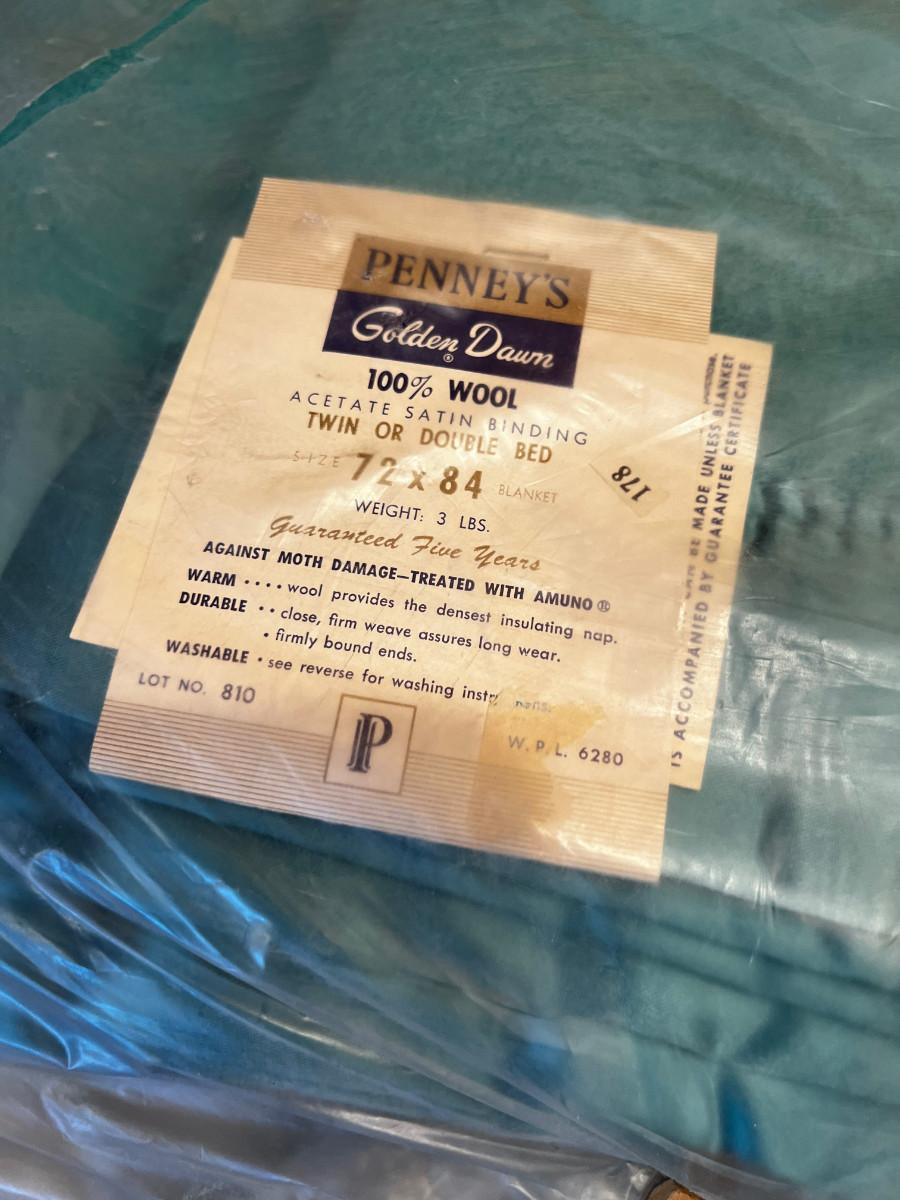 PENNEY'S
Golden Dawn
®
100% WOOL
ACETATE SATIN BINDING
TWIN OR DOUBLE BED
SIZE 72 x 84 BLANKET
178
WEIGHT: 3 LBS.
Guaranteed Five Years
AGAINST MOTH DAMAGE—TREATED WITH AMUNO®
WARM .... wool provides the densest insulating nap.
DURABLE .. close, firm weave assures long wear.
• firmly bound ends.
WASHABLE • see reverse for washing
LOT NO. 810
P
W.P.L. 6280
BE MADE UNLESS BLANKET
IS ACCOMPANIED BY GUARANTEE CERTIFICATE